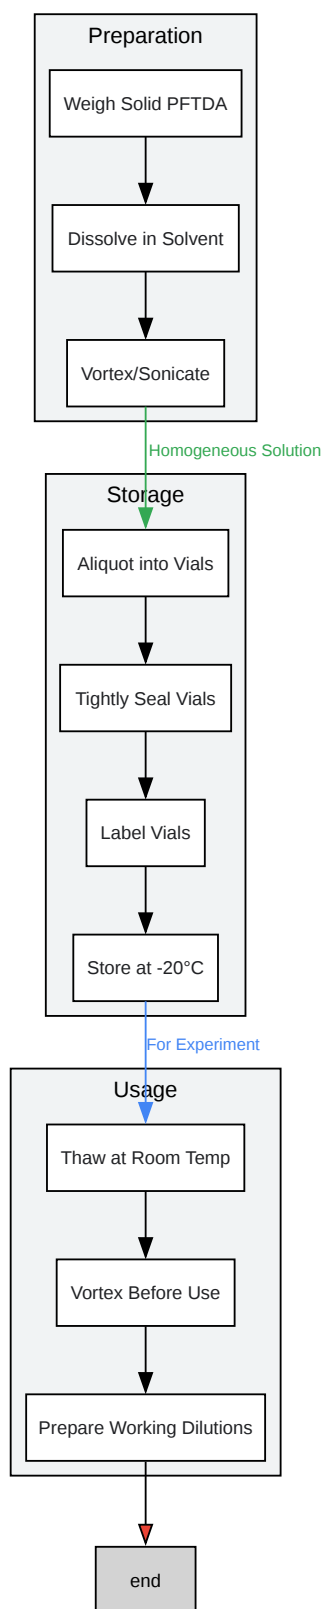 Preparation
Weigh Solid PFTDA
Dissolve in Solvent
Vortex/Sonicate
Homogeneous Solution
Storage
Aliquot into Vials
Tightly Seal Vials
Label Vials
Store at -20°C
For Experiment
Usage
Thaw at Room Temp
Vortex Before Use
Prepare Working Dilutions
end